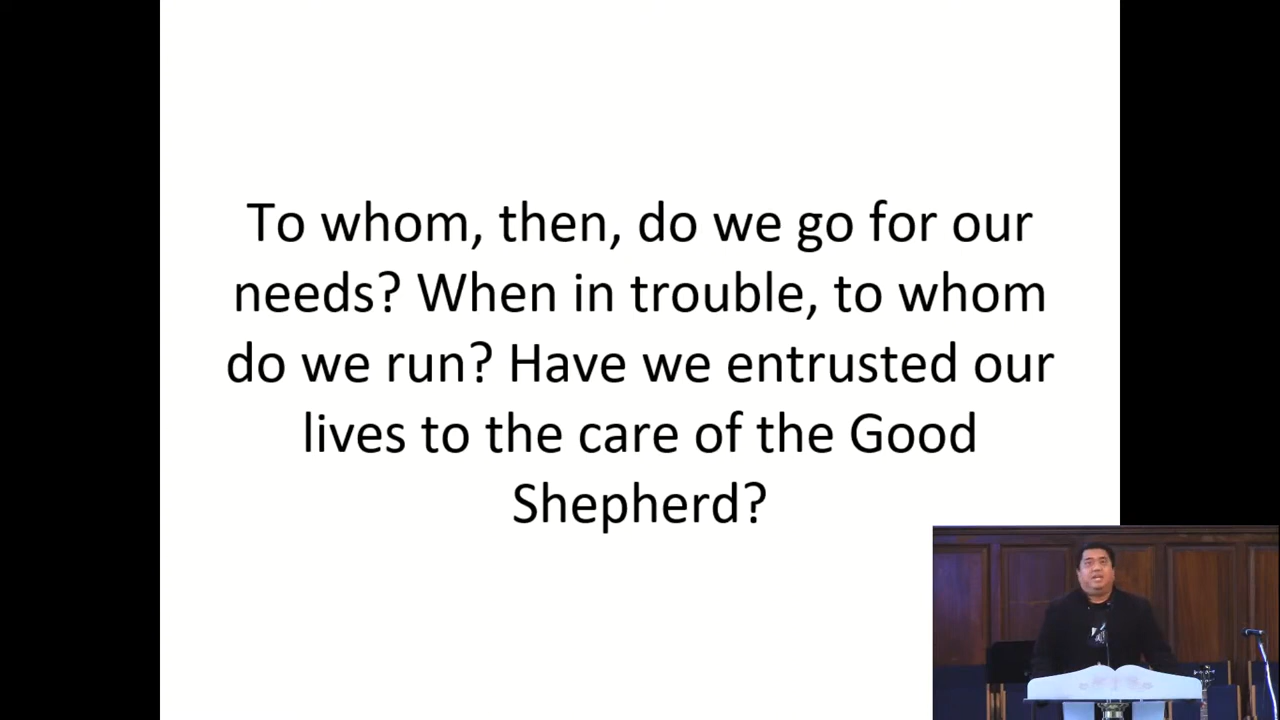 To whom, then, do we go for our
needs? When in trouble, to whom
do we run? Have we entrusted our
lives to the care of the Good
Shepherd?